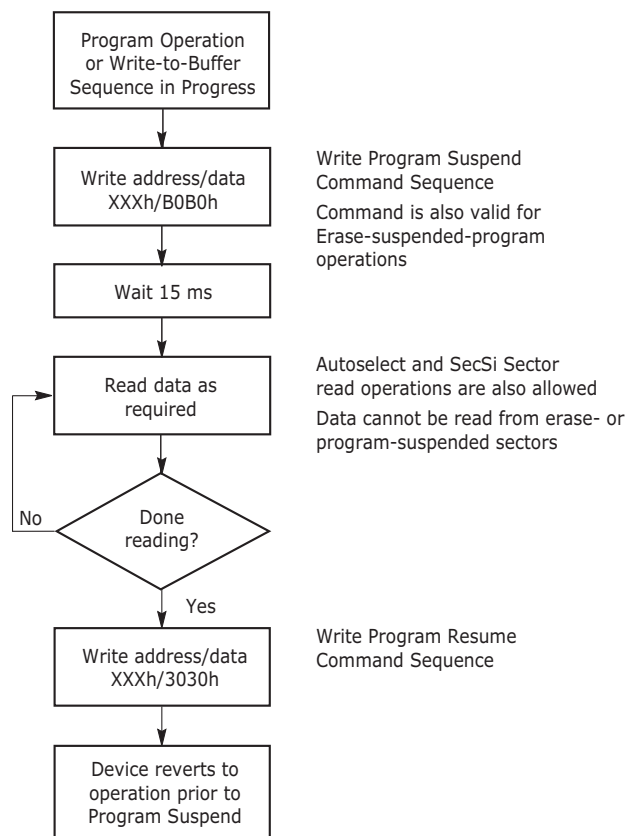 Program Operation
or Write-to-Buffer
Sequence in Progress
Write address/data
XXXh/B0B0h
Write Program Suspend
Command Sequence
Command is also valid for
Erase-suspended-program
operations
Wait 15 ms
Read data as
required
Autoselect and SecSi Sector
read operations are also allowed
Data cannot be read from erase- or
program-suspended sectors
No
Done
reading?
Yes
Write address/data
XXXh/3030h
Write Program Resume
Command Sequence
Device reverts to
operation prior to
Program Suspend